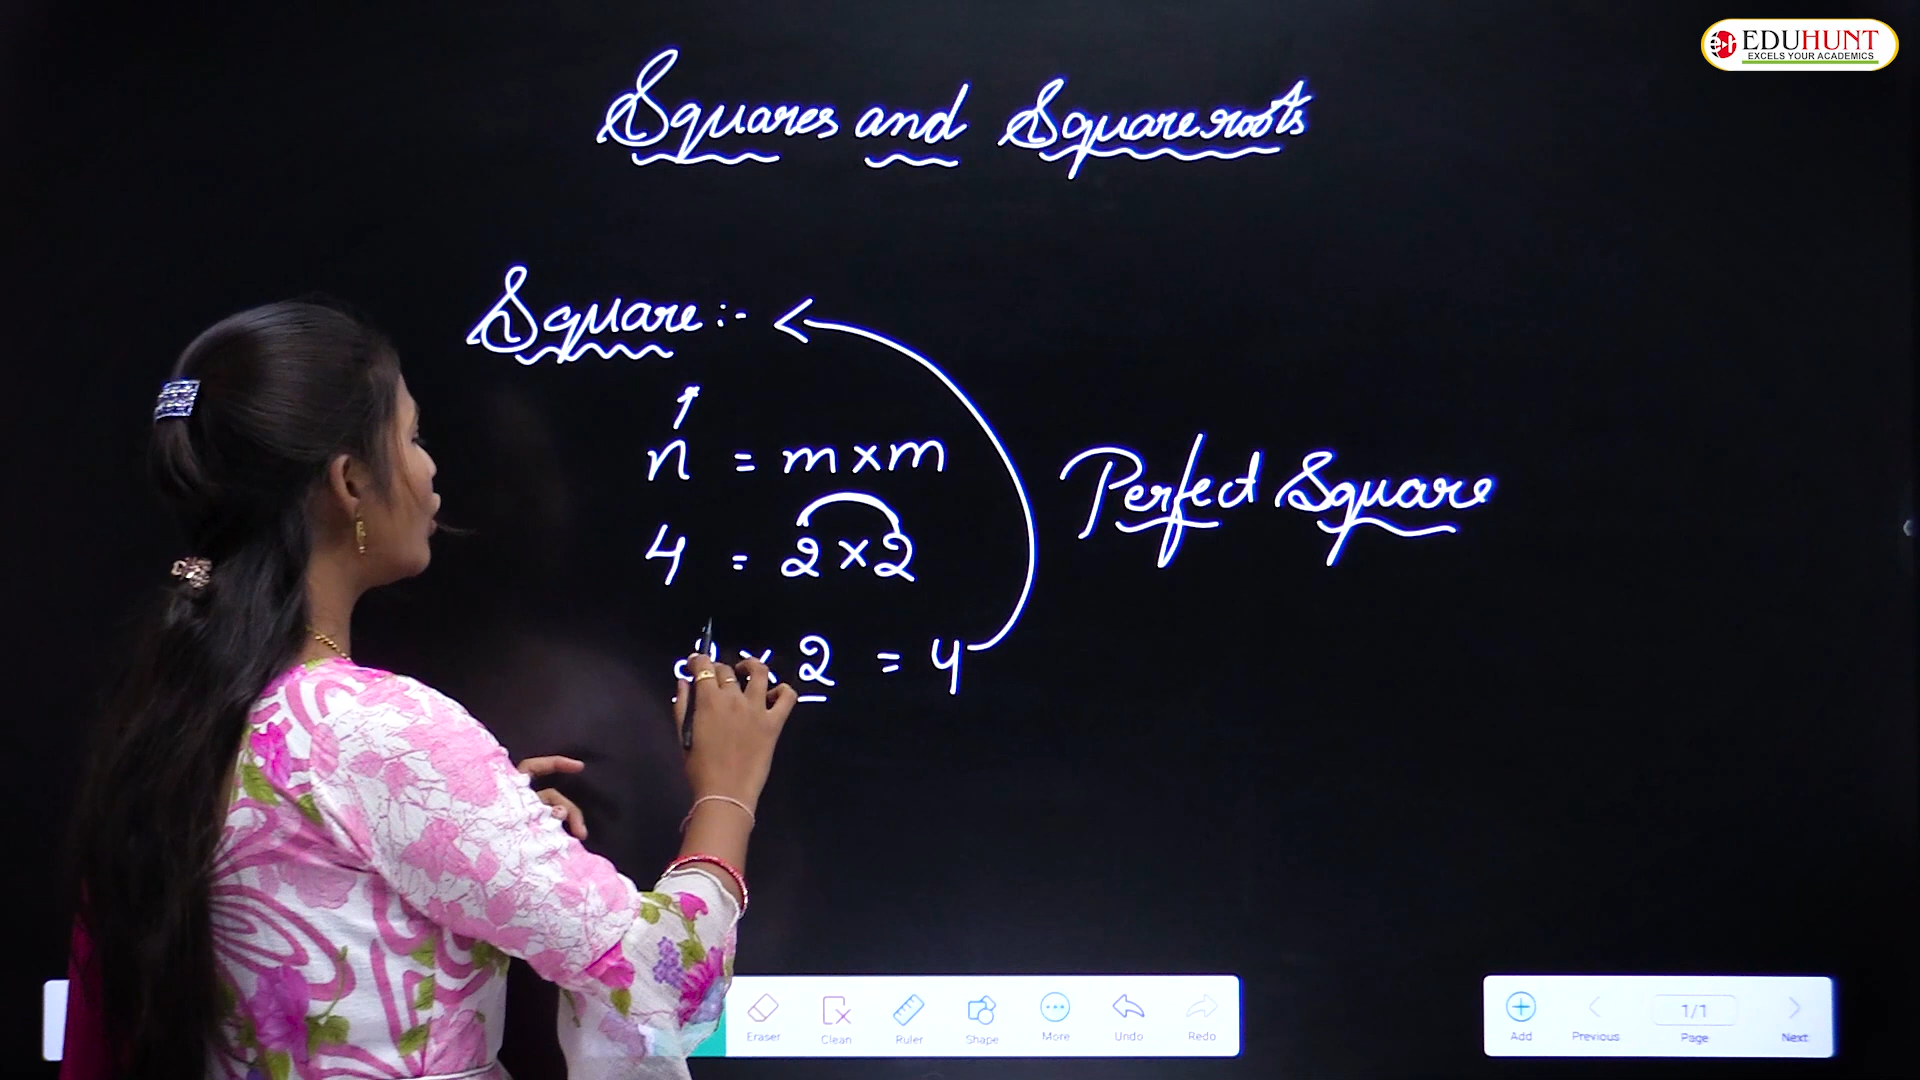 EDUHUNT
EXCELS YOUR ACADEMICS
Squares and Squareroots
Square :-
n = m × m
Perfect Square
4 = 2 × 2
× 2 = 4
Eraser
Clean
Ruler
Shape
More
Undo
Redo
Add
Previous
1/1
Page
Next